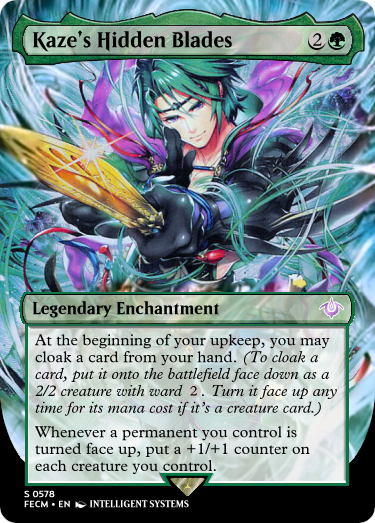 Kaze's Hidden Blades 2
Legendary Enchantment
At the beginning of your upkeep, you may
cloak a card from your hand. (To cloak a
card, put it onto the battlefield face down as a
2/2 creature with ward 2. Turn it face up any
time for its mana cost if it's a creature card.)
Whenever a permanent you control is
turned face up, put a +1/+1 counter on
each creature you control.
S 0578
FECM • EN INTELLIGENT SYSTEMS